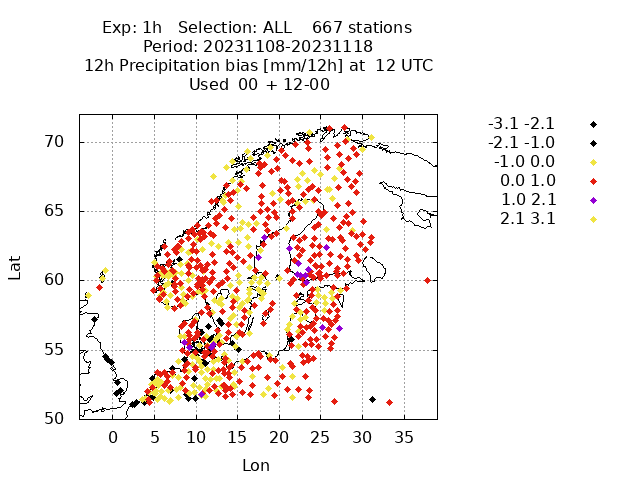 Exp: 1h   Selection: ALL    667 stations
Period: 20231108-20231118
12h Precipitation bias [mm/12h] at  12 UTC
Used  00 + 12-00
-3.1 -2.1
-2.1 -1.0
-1.0 0.0
0.0 1.0
1.0 2.1
2.1 3.1
70
65
60
55
50
Lat
0 5 10 15 20 25 30 35
Lon